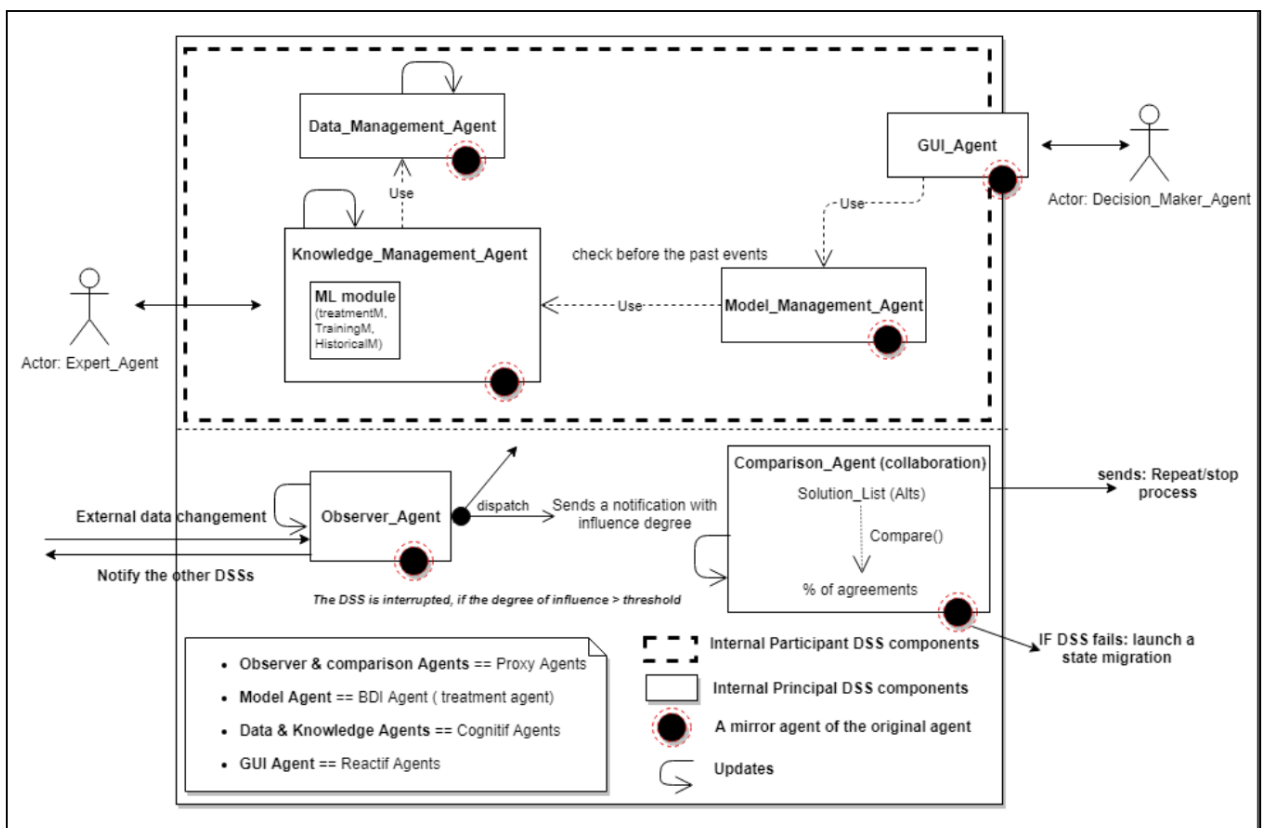 Data_Management_Agent
GUI_Agent
Use
Actor: Decision_Maker_Agent
Use
Knowledge_Management_Agent
check before the past events
ML module
(treatmentM,
TrainingM,
HistoricalM)
Use
Model_Management_Agent
Actor: Expert_Agent
Comparison_Agent (collaboration)
sends: Repeat/stop
process
Solution_List (Alts)
External data changement
Observer_Agent
dispatch
Sends a notification with
influence degree
Compare()
Notify the other DSSs
% of agreements
The DSS is interrupted, if the degree of influence > threshold
IF DSS fails: launch a
state migration
• Observer & comparison Agents == Proxy Agents
• Model Agent == BDI Agent ( treatment agent)
• Data & Knowledge Agents == Cognitif Agents
• GUI Agent == Reactif Agents
Internal Participant DSS components
Internal Principal DSS components
A mirror agent of the original agent
Updates